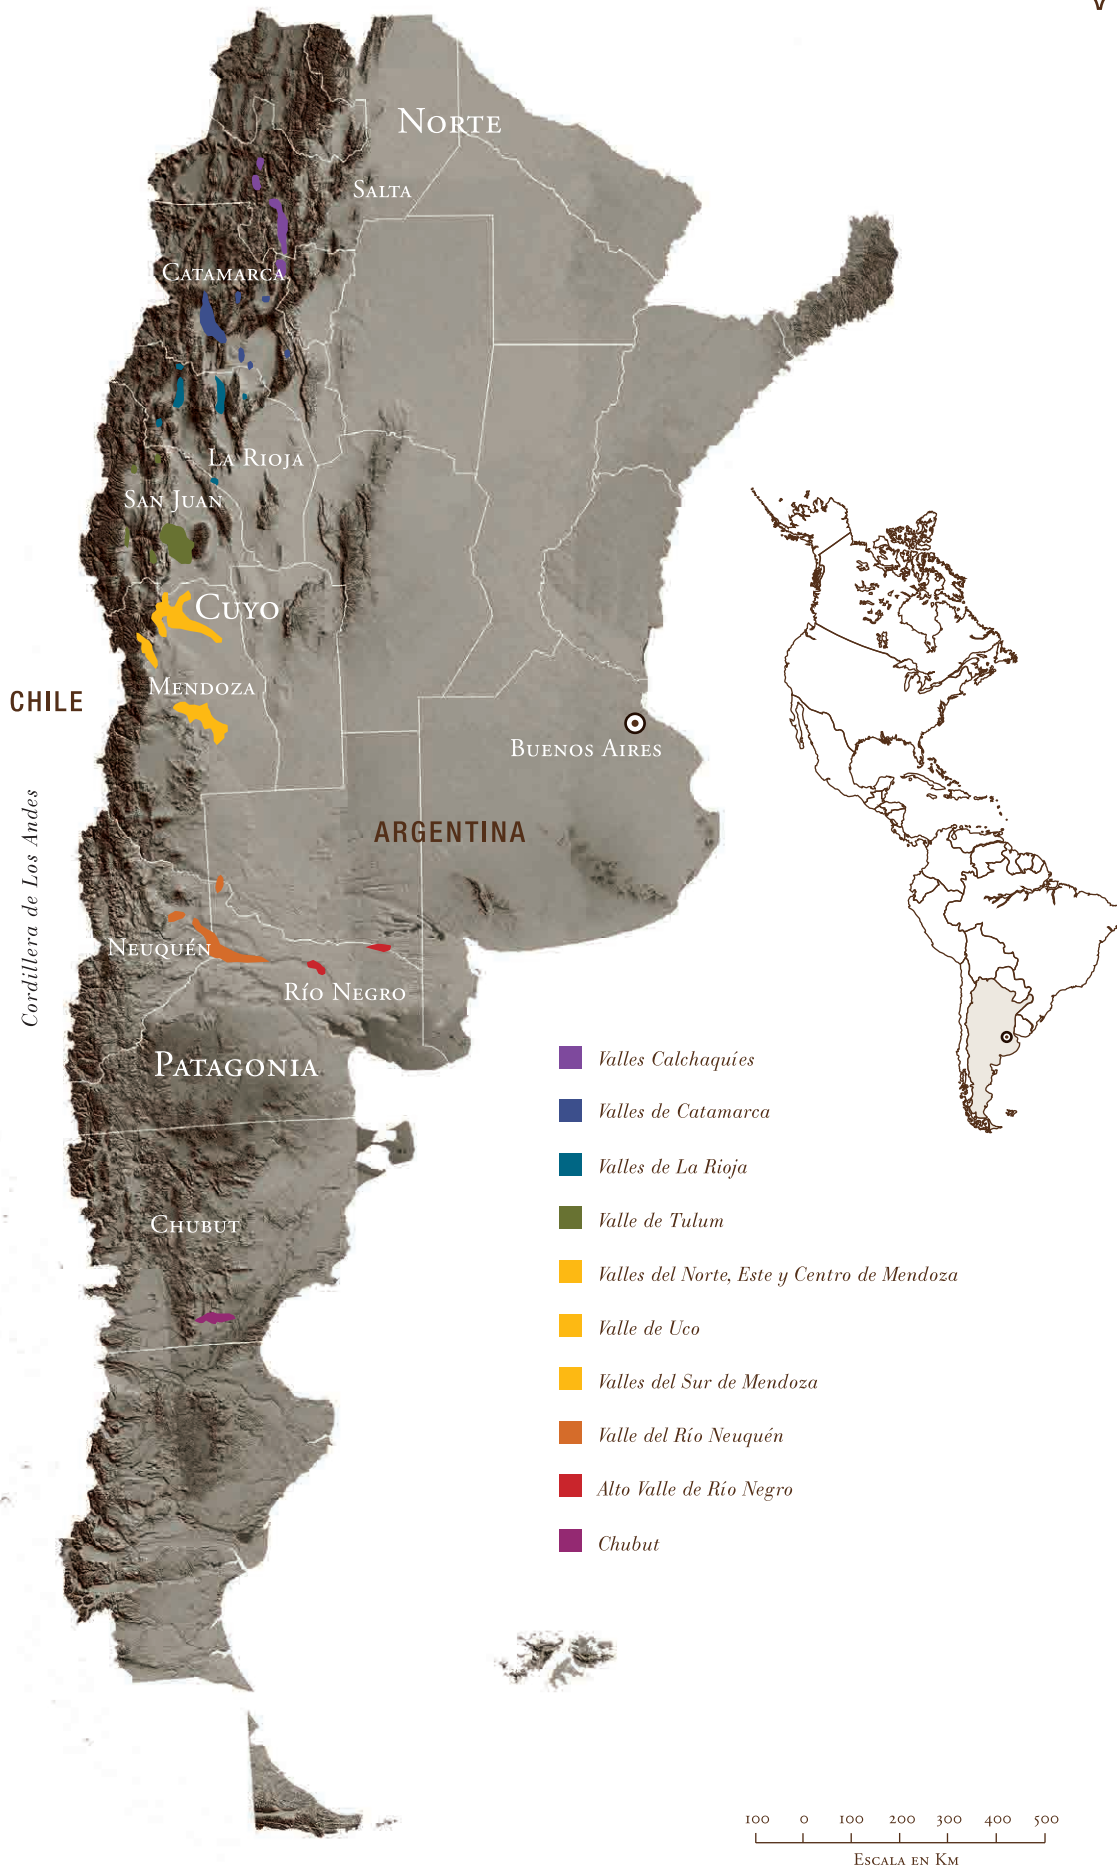 Norte
Salta
Catamarca
La Rioja
San Juan
Cuyo
Mendoza
CHILE
Buenos Aires
Cordillera de Los Andes
ARGENTINA
Neuquén
Río Negro
Patagonia
Chubut
Valles Calchaquíes
Valles de Catamarca
Valles de La Rioja
Valle de Tulum
Valles del Norte, Este y Centro de Mendoza
Valle de Uco
Valles del Sur de Mendoza
Valle del Río Neuquén
Alto Valle de Río Negro
Chubut
100 0 100 200 300 400 500
Escala en Km